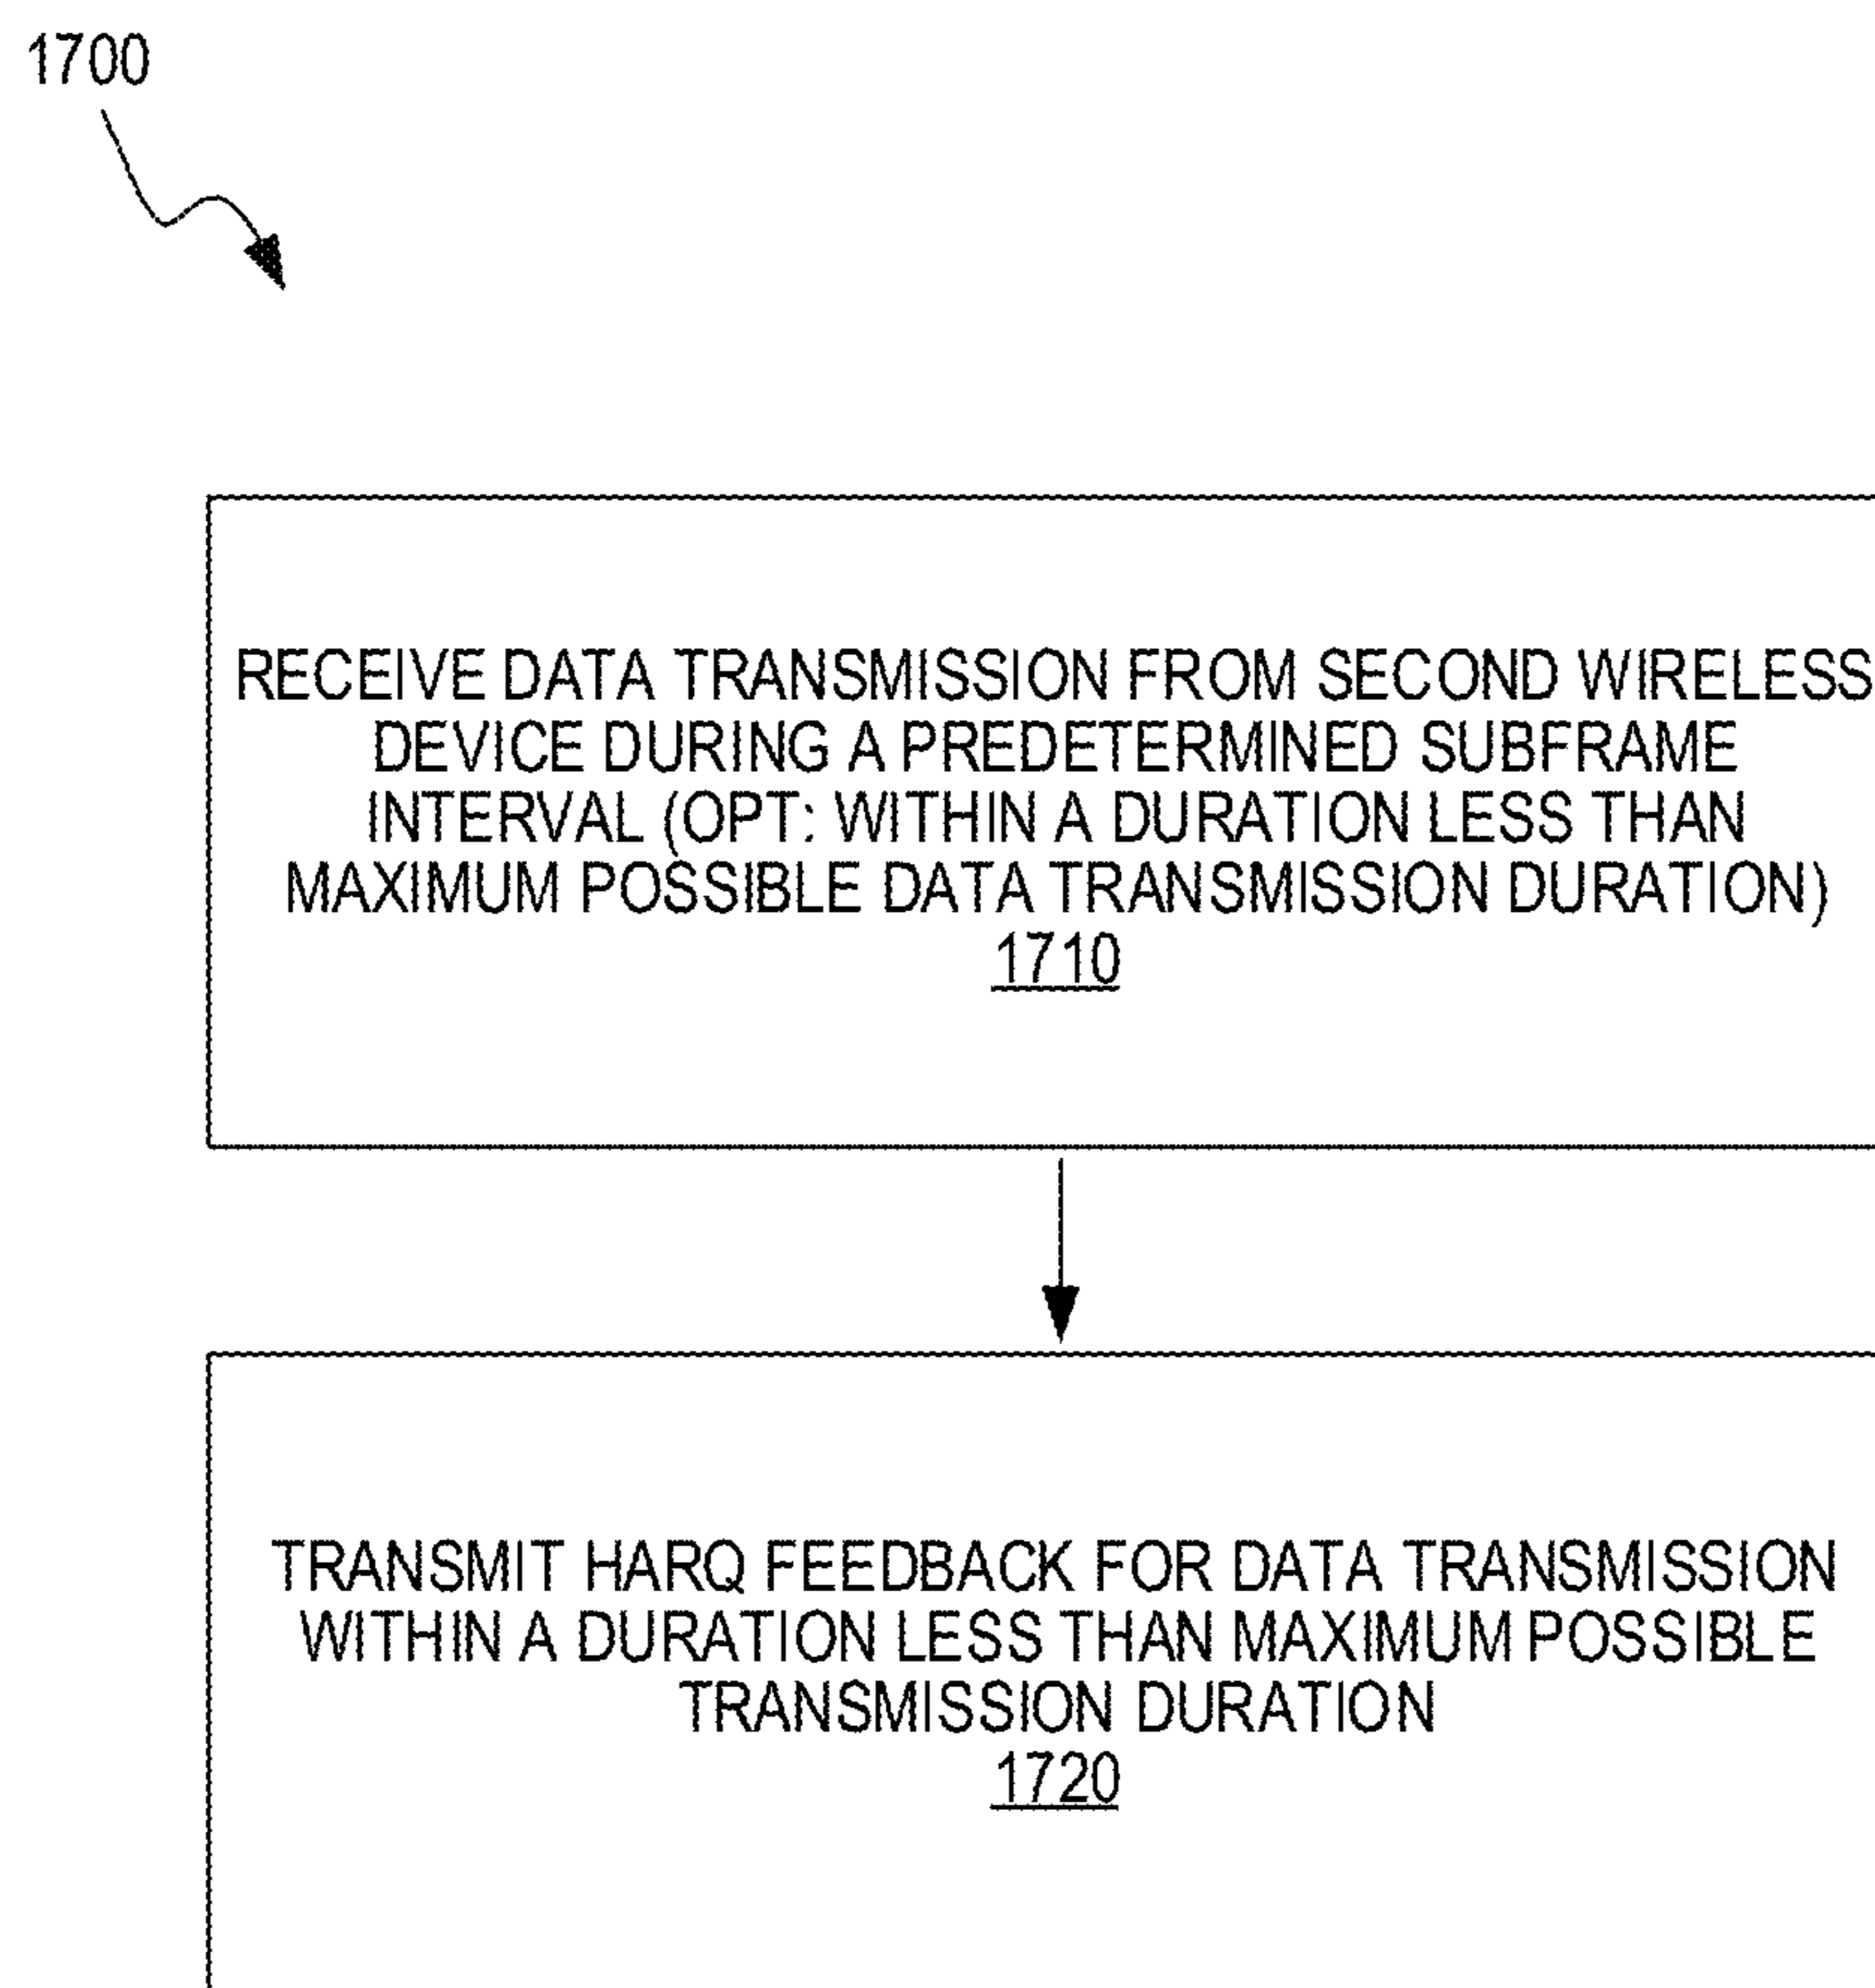 1700
RECEIVE DATA TRANSMISSION FROM SECOND WIRELESS
DEVICE DURING A PREDETERMINED SUBFRAME
INTERVAL (OPT: WITHIN A DURATION LESS THAN
MAXIMUM POSSIBLE DATA TRANSMISSION DURATION)
1710
TRANSMIT HARQ FEEDBACK FOR DATA TRANSMISSION
WITHIN A DURATION LESS THAN MAXIMUM POSSIBLE
TRANSMISSION DURATION
1720